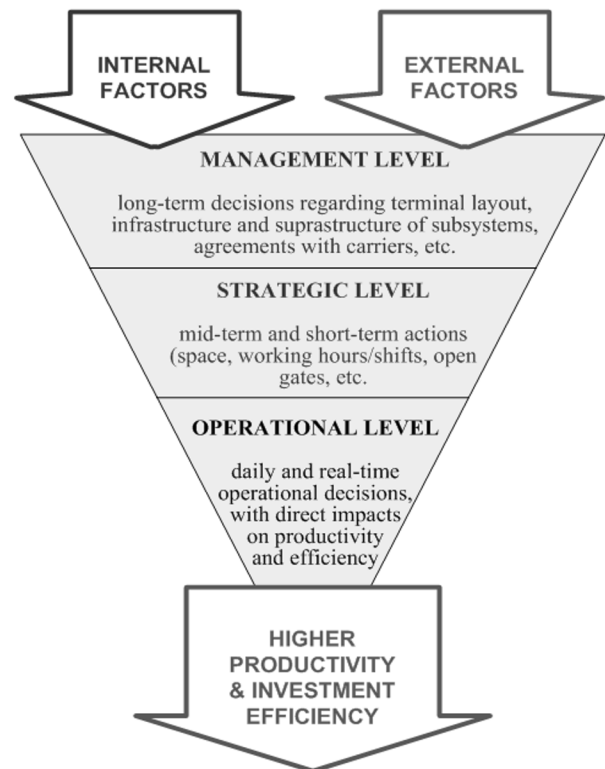 INTERNAL
FACTORS
EXTERNAL
FACTORS
MANAGEMENT LEVEL
long-term decisions regarding terminal layout,
infrastructure and suprastructure of subsystems,
agreements with carriers, etc.
STRATEGIC LEVEL
mid-term and short-term actions
(space, working hours/shifts, open
gates, etc.
OPERATIONAL LEVEL
daily and real-time
operational decisions,
with direct impacts
on productivity
and efficiency
HIGHER
PRODUCTIVITY
& INVESTMENT
EFFICIENCY